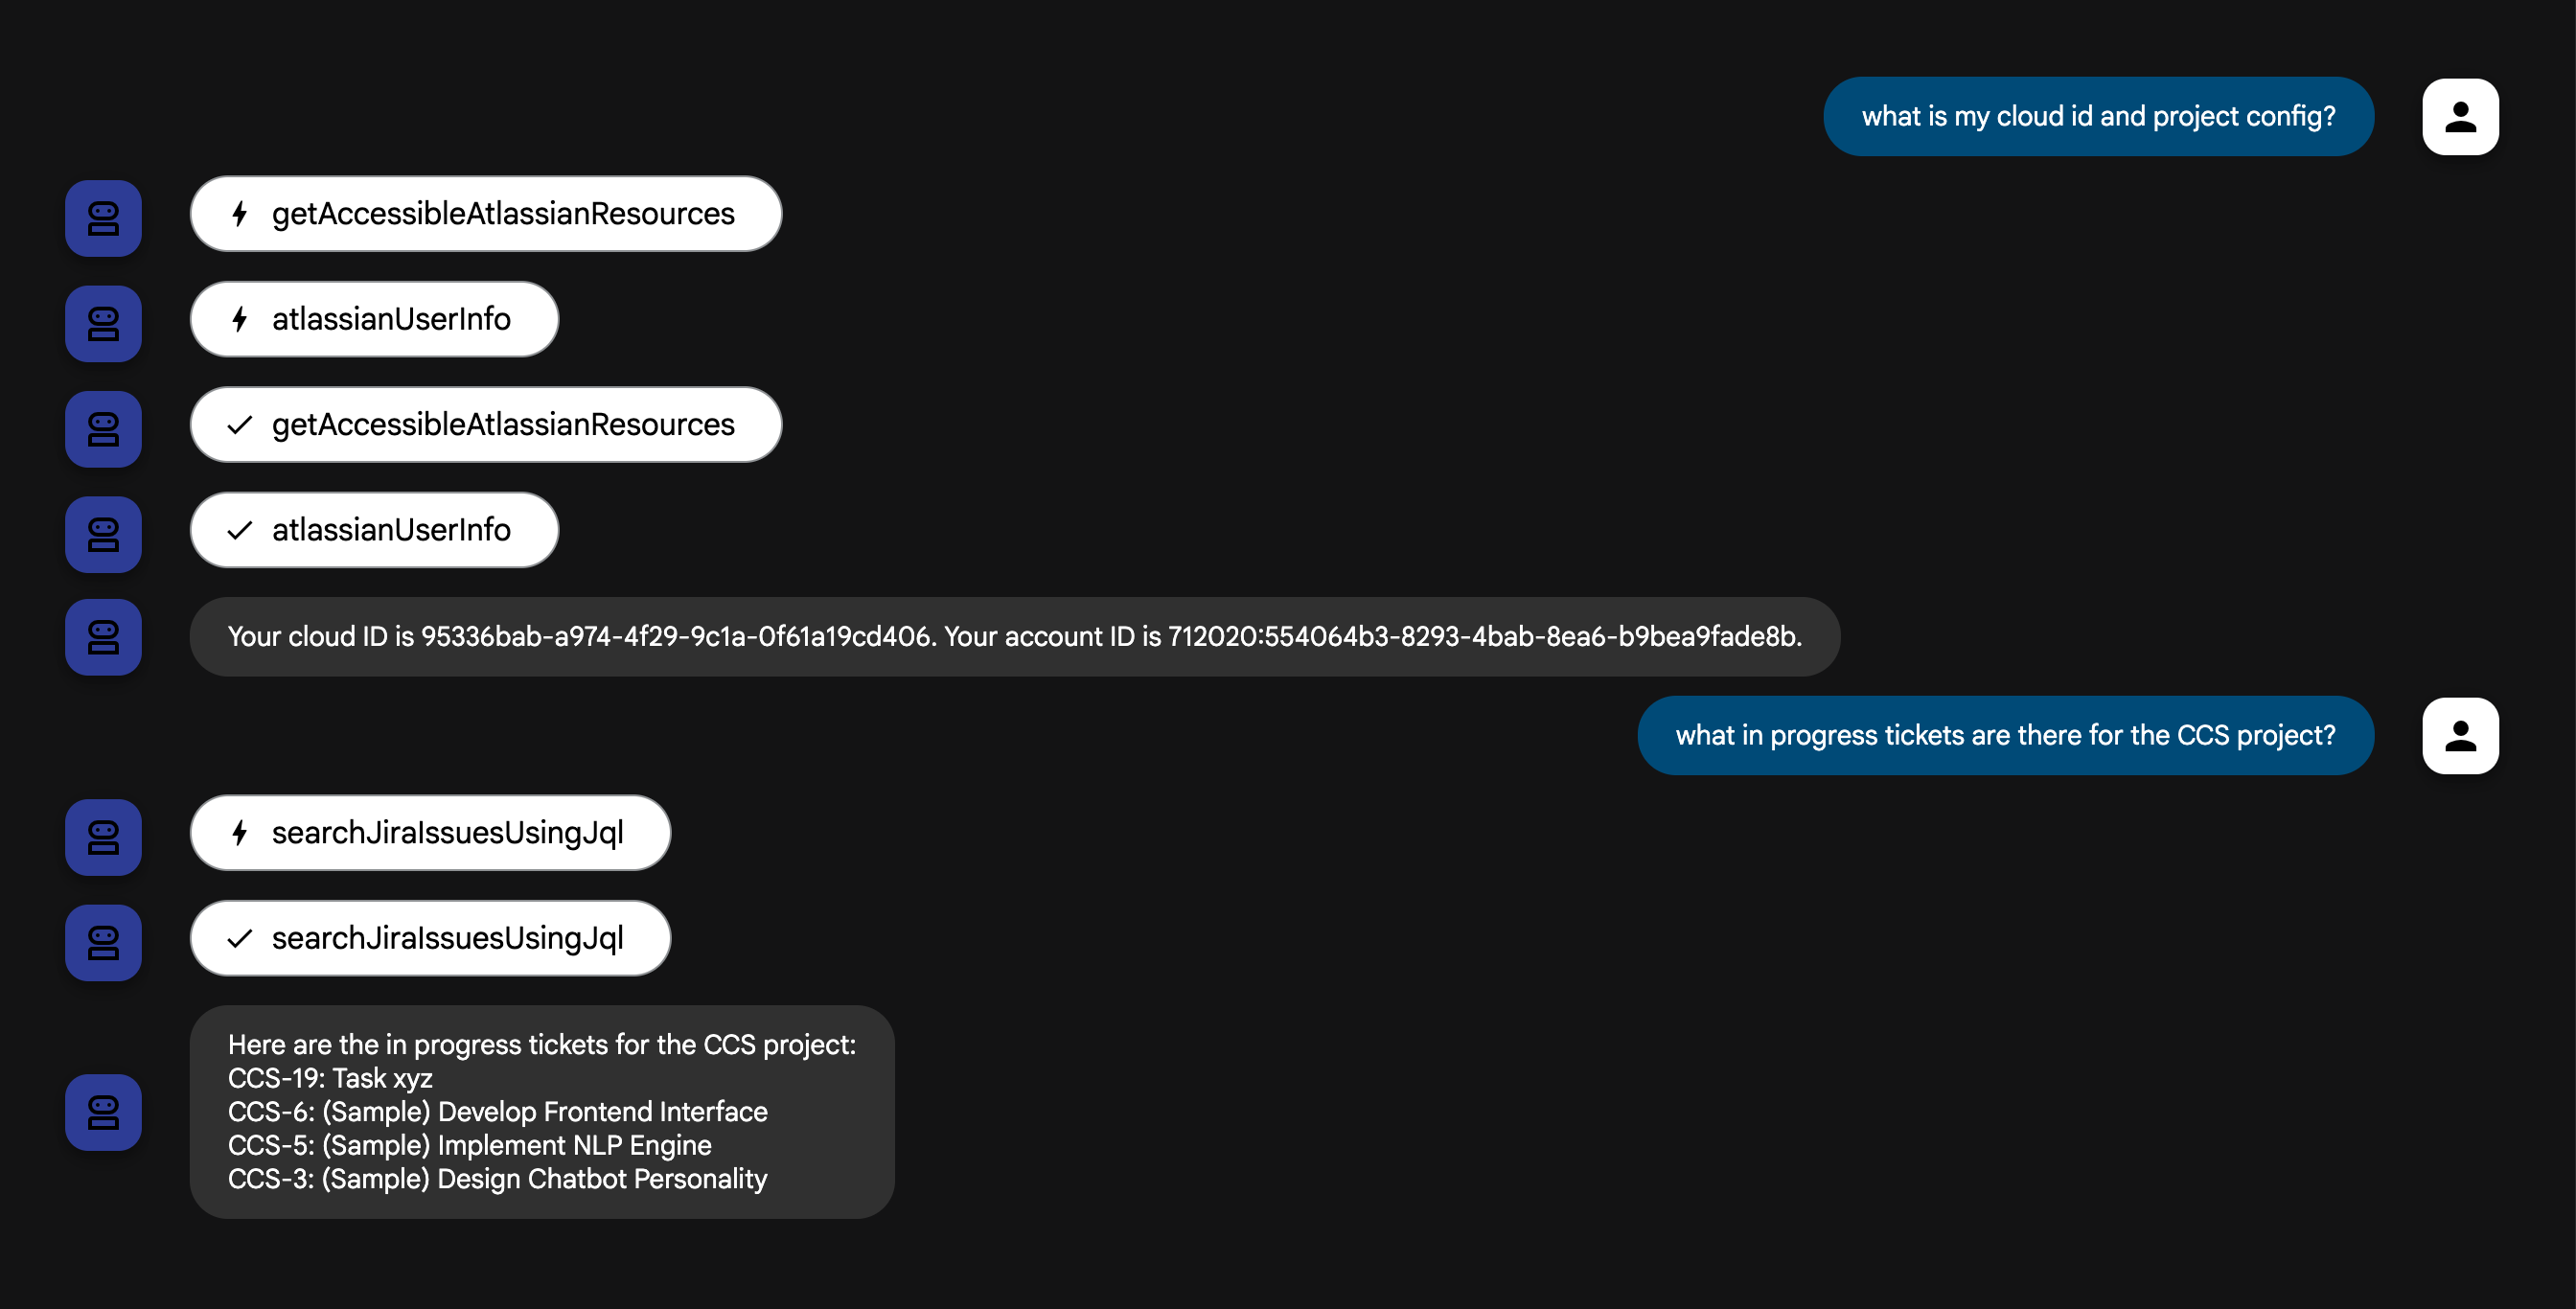 what is my cloud id and project config?
getAccessibleAtlassianResources
atlassianUserInfo
getAccessibleAtlassianResources
atlassianUserInfo
Your cloud ID is 95336bab-a974-4f29-9c1a-0f61a19cd406. Your account ID is 712020:554064b3-8293-4bab-8ea6-b9bea9fade8b.
what in progress tickets are there for the CCS project?
searchJiraIssuesUsingJql
searchJiraIssuesUsingJql
Here are the in progress tickets for the CCS project:
CCS-19: Task xyz
CCS-6: (Sample) Develop Frontend Interface
CCS-5: (Sample) Implement NLP Engine
CCS-3: (Sample) Design Chatbot Personality